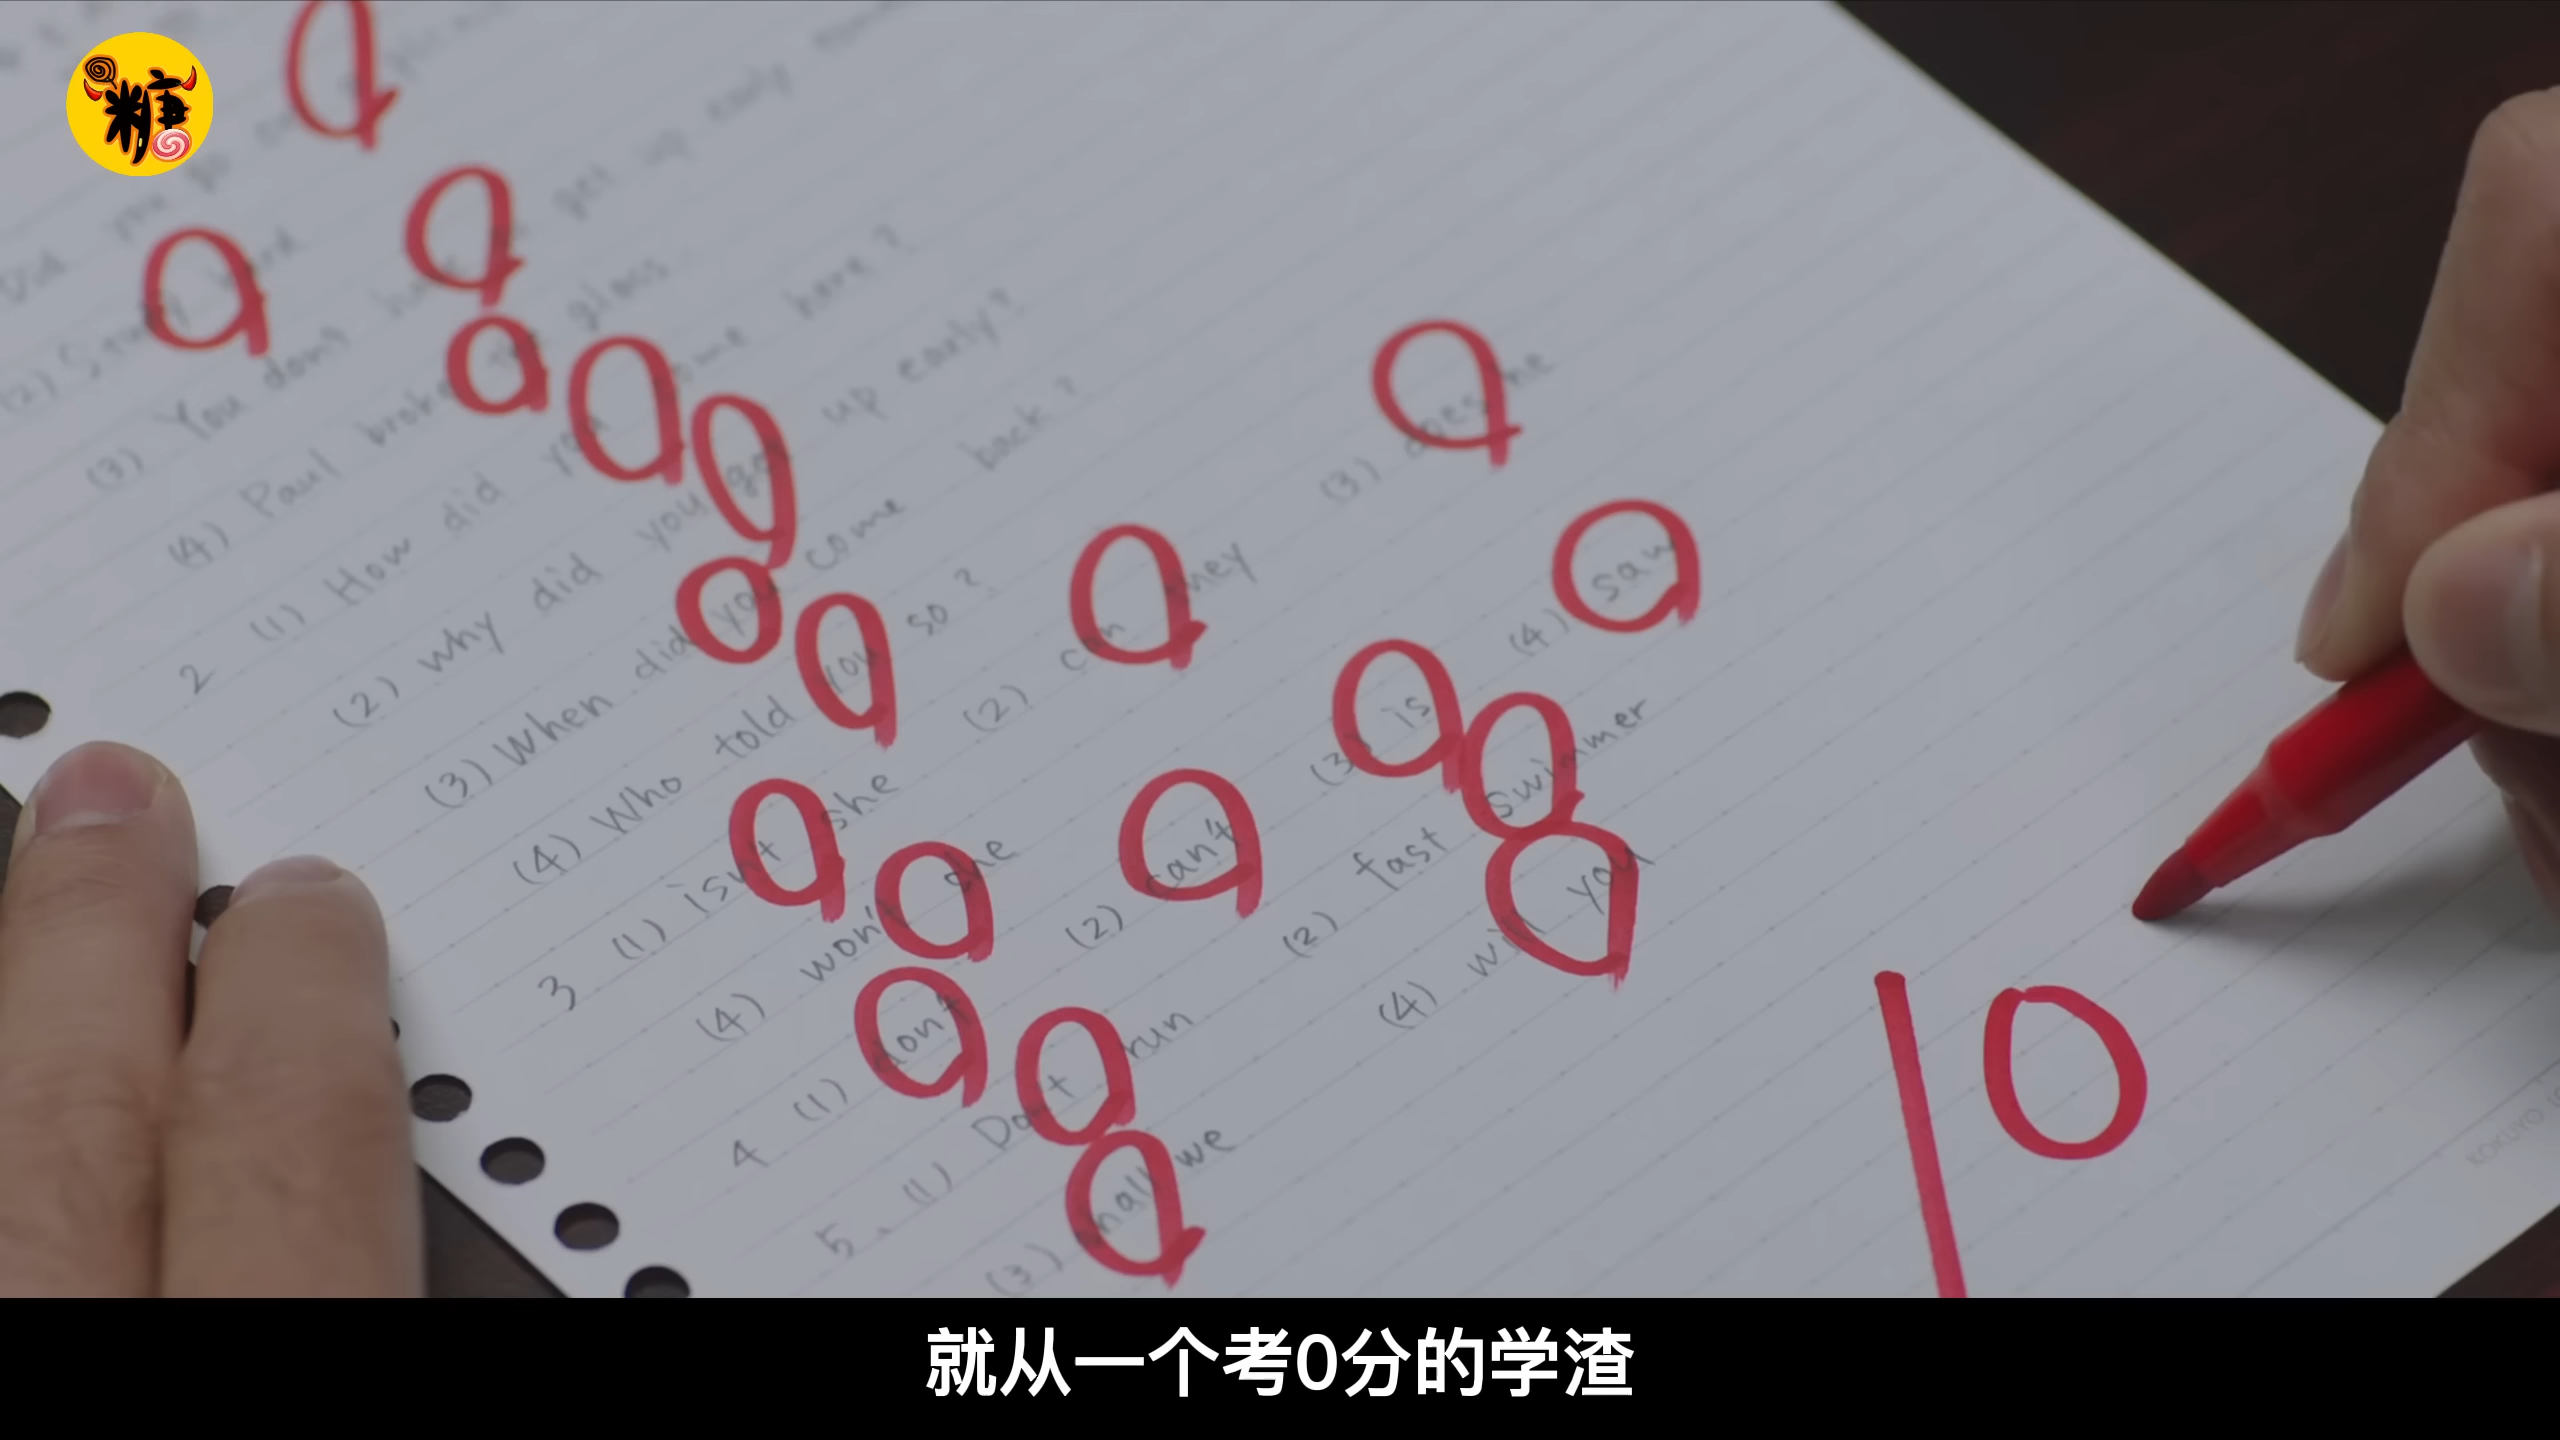 糖
Did
(2) Study hard
(3) You don't have to get up early
(4) Paul broke the glass.
2 (1) How did you come here?
(2) Why did you get up early?
(3) When did you come back?
(4) Who told you so?
3 (1) isn't she (2) can they (3) does he
(4) won't she
4 (1) don't (2) can't (3) is (4) saw
5. (1) Don't run (2) fast swimmer
(3) shall we (4) will you
10
KOKUYO
就从一个考0分的学渣